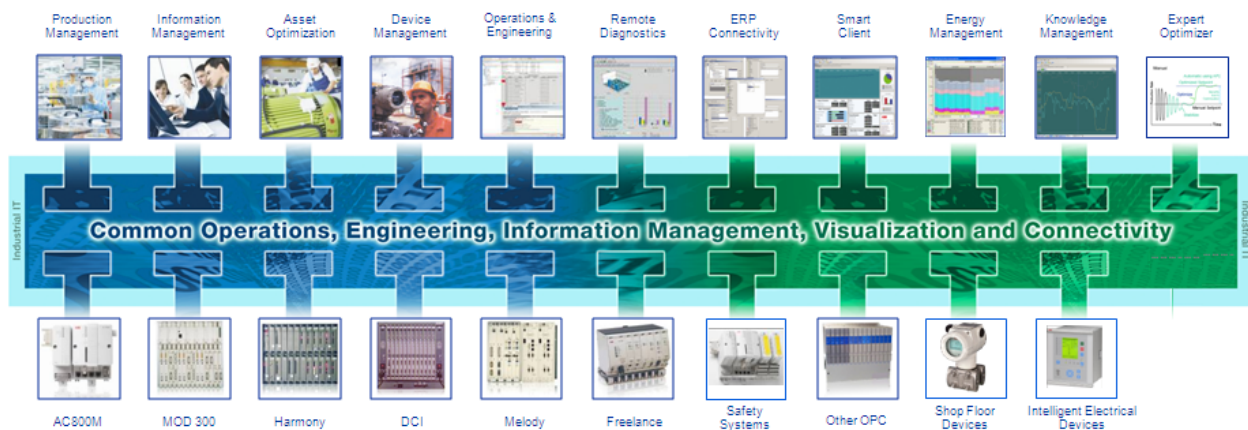 Production
Management
Information
Management
Asset
Optimization
Device
Management
Operations &
Engineering
Remote
Diagnostics
ERP
Connectivity
Smart
Client
Energy
Management
Knowledge
Management
Expert
Optimizer
Manual
Time
Industrial IT
Common Operations, Engineering, Information Management, Visualization and Connectivity
Industrial IT
AC800M
MOD 300
Harmony
DCI
Melody
Freelance
Safety
Systems
Other OPC
Shop Floor
Devices
Intelligent Electrical
Devices